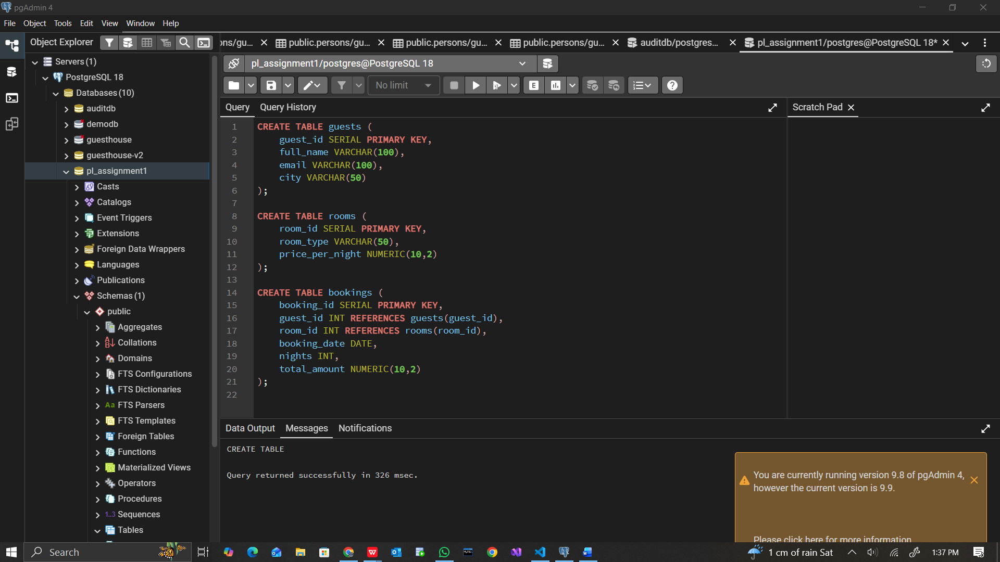 pgAdmin 4
File Object Tools Edit View Window Help
Object Explorer
ons/gu... public.persons/gu... public.persons/gu... public.persons/gu... auditdb/postgres... pl_assignment1/postgres@PostgreSQL 18*
pl_assignment1/postgres@PostgreSQL 18
No limit
E
Servers (1)
PostgreSQL 18
Databases (10)
auditdb
demodb
guesthouse
guesthouse-v2
pl_assignment1
Casts
Catalogs
Event Triggers
Extensions
Foreign Data Wrappers
Languages
Publications
Schemas (1)
public
Aggregates
Collations
Domains
FTS Configurations
FTS Dictionaries
Aa FTS Parsers
FTS Templates
Foreign Tables
Functions
Materialized Views
Operators
Procedures
1..3 Sequences
Tables
Query Query History
Scratch Pad
1 CREATE TABLE guests (
2 guest_id SERIAL PRIMARY KEY,
3 full_name VARCHAR(100),
4 email VARCHAR(100),
5 city VARCHAR(50)
6 );
7
8 CREATE TABLE rooms (
9 room_id SERIAL PRIMARY KEY,
10 room_type VARCHAR(50),
11 price_per_night NUMERIC(10,2)
12 );
13
14 CREATE TABLE bookings (
15 booking_id SERIAL PRIMARY KEY,
16 guest_id INT REFERENCES guests(guest_id),
17 room_id INT REFERENCES rooms(room_id),
18 booking_date DATE,
19 nights INT,
20 total_amount NUMERIC(10,2)
21 );
22
Data Output Messages Notifications
CREATE TABLE
Query returned successfully in 326 msec.
You are currently running version 9.8 of pgAdmin 4,
however the current version is 9.9.
Please click here for more information
Search
1 cm of rain Sat
1:37 PM